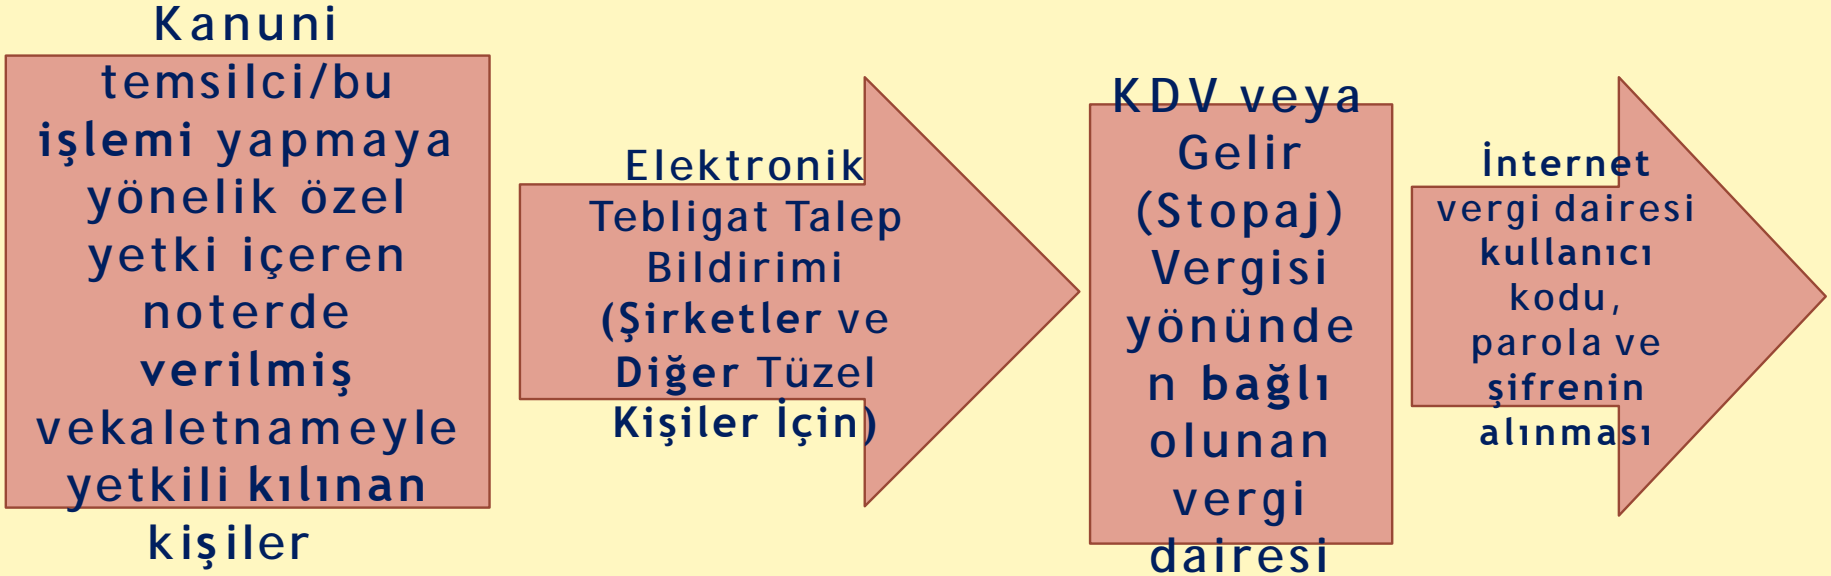 Kanuni
temsilci/bu
işlemi yapmaya
yönelik özel
yetki içeren
noterde
verilmiş
vekaletnameyle
yetkili kılınan
kişiler
Elektronik
Tebligat Talep
Bildirimi
(Şirketler ve
Diğer Tüzel
Kişiler İçin)
KDV veya
Gelir
(Stopaj)
Vergisi
yönünde
n bağlı
olunan
vergi
dairesi
İnternet
vergi dairesi
kullanıcı
kodu,
parola ve
şifrenin
alınması